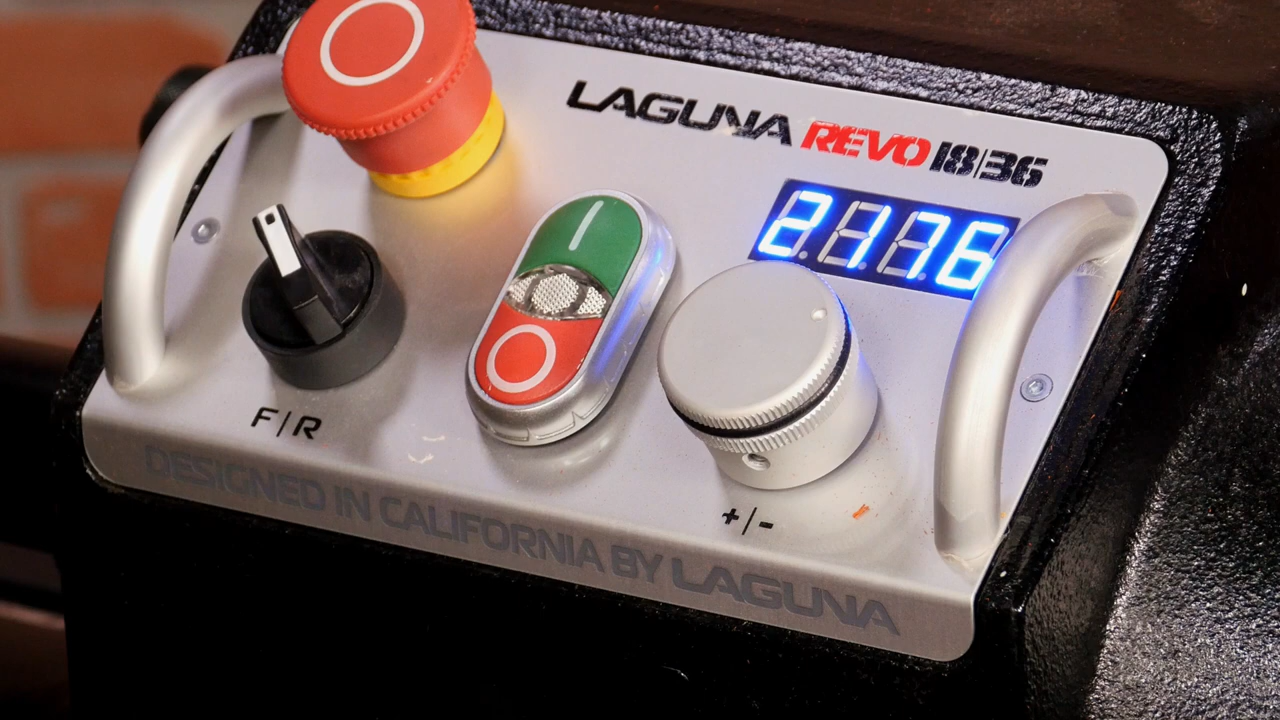 LAGUNA REVO 18|36
2176
F|R
+/-
DESIGNED IN CALIFORNIA BY LAGUNA